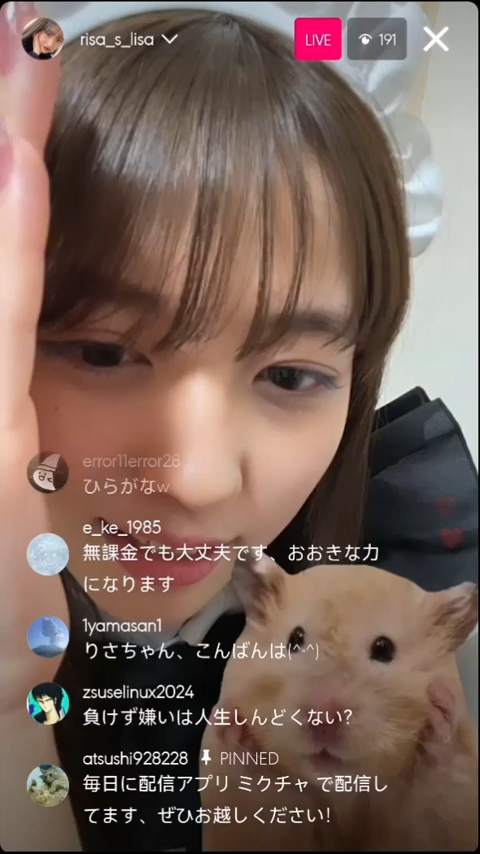 risa_s_lisa
LIVE
191
error11error28
ひらがなw
e_ke_1985
無課金でも大丈夫です、おおきな力
になります
1yamasan1
りさちゃん、こんばんは(^-^)
zsuselinux2024
負けず嫌いは人生しんどくない?
atsushi928228 PINNED
毎日に配信アプリ ミクチャ で配信し
てます、ぜひお越しください!